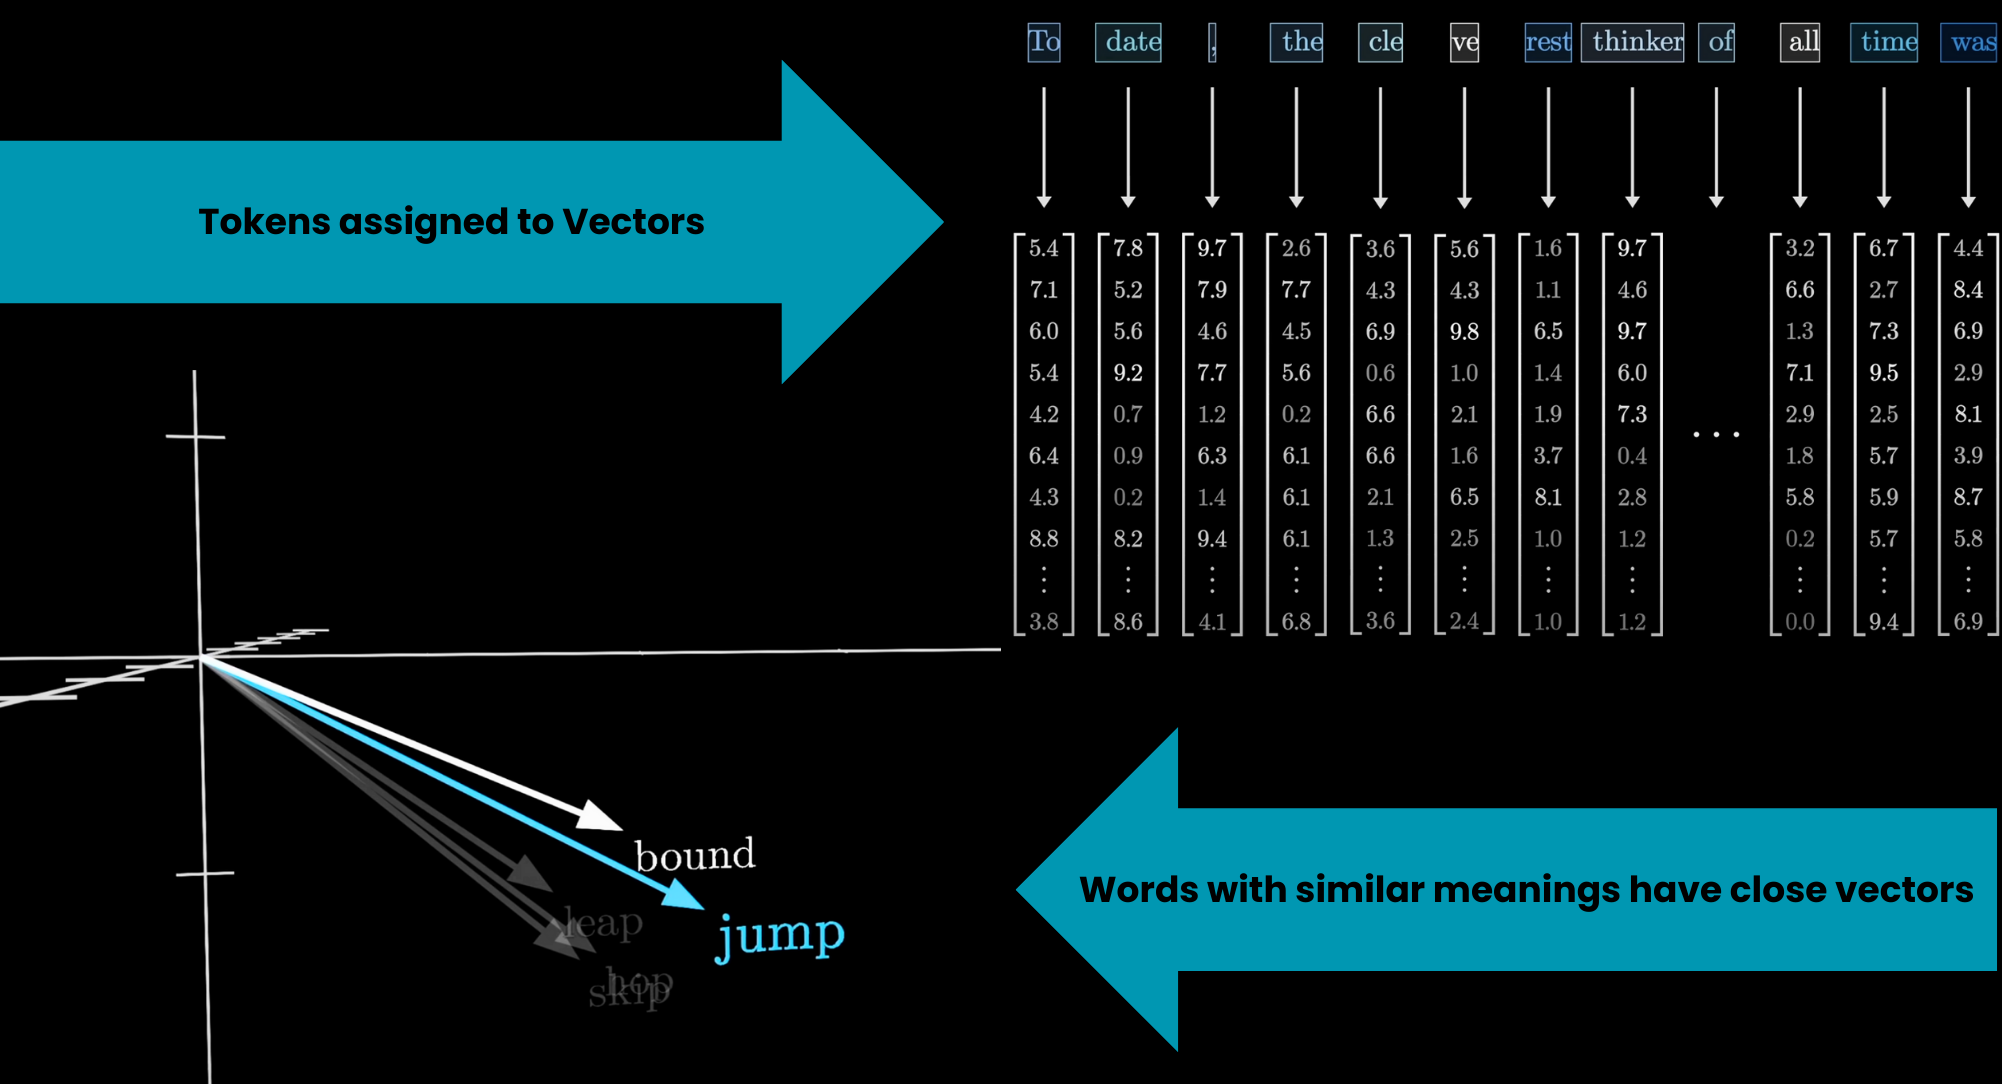 To date , the cle ve rest thinker of all time was
Tokens assigned to Vectors
5.4 7.8 9.7 2.6 3.6 5.6 1.6 9.7 3.2 6.7 4.4
7.1 5.2 7.9 7.7 4.3 4.3 1.1 4.6 6.6 2.7 8.4
6.0 5.6 4.6 4.5 6.9 9.8 6.5 9.7 1.3 7.3 6.9
5.4 9.2 7.7 5.6 0.6 1.0 1.4 6.0 7.1 9.5 2.9
4.2 0.7 1.2 0.2 6.6 2.1 1.9 7.3 ... 2.9 2.5 8.1
6.4 0.9 6.3 6.1 6.6 1.6 3.7 0.4 1.8 5.7 3.9
4.3 0.2 1.4 6.1 2.1 6.5 8.1 2.8 5.8 5.9 8.7
8.8 8.2 9.4 6.1 1.3 2.5 1.0 1.2 0.2 5.7 5.8
⋮ ⋮ ⋮ ⋮ ⋮ ⋮ ⋮ ⋮ ⋮ ⋮ ⋮
3.8 8.6 4.1 6.8 3.6 2.4 1.0 1.2 0.0 9.4 6.9
bound
leap
jump
hop
skip
Words with similar meanings have close vectors